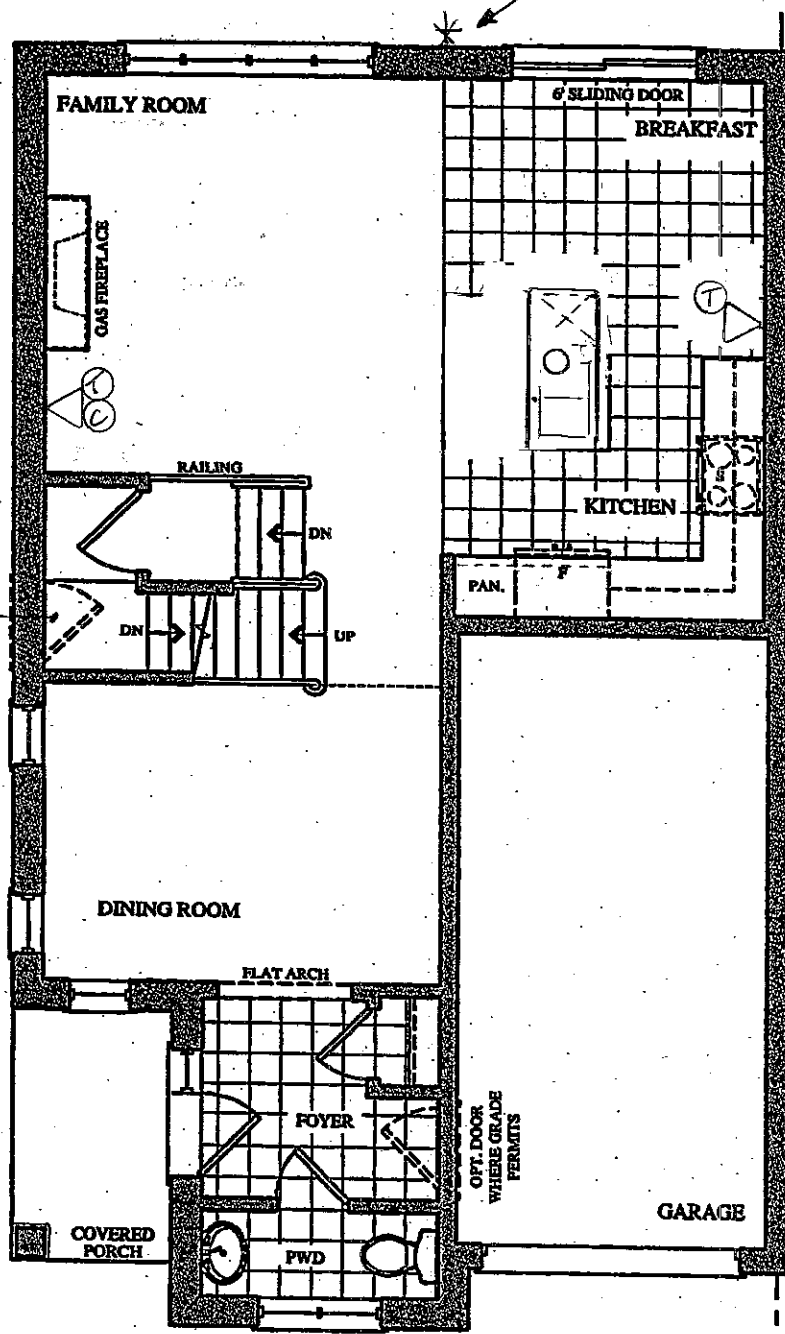 FAMILY ROOM
6' SLIDING DOOR
BREAKFAST
GAS FIREPLACE
T
T
C
RAILING
DN
KITCHEN
S
PAN.
F
DN
UP
DINING ROOM
FLAT ARCH
FOYER
OPT. DOOR
WHERE GRADE
PERMITS
GARAGE
COVERED
PORCH
PWD